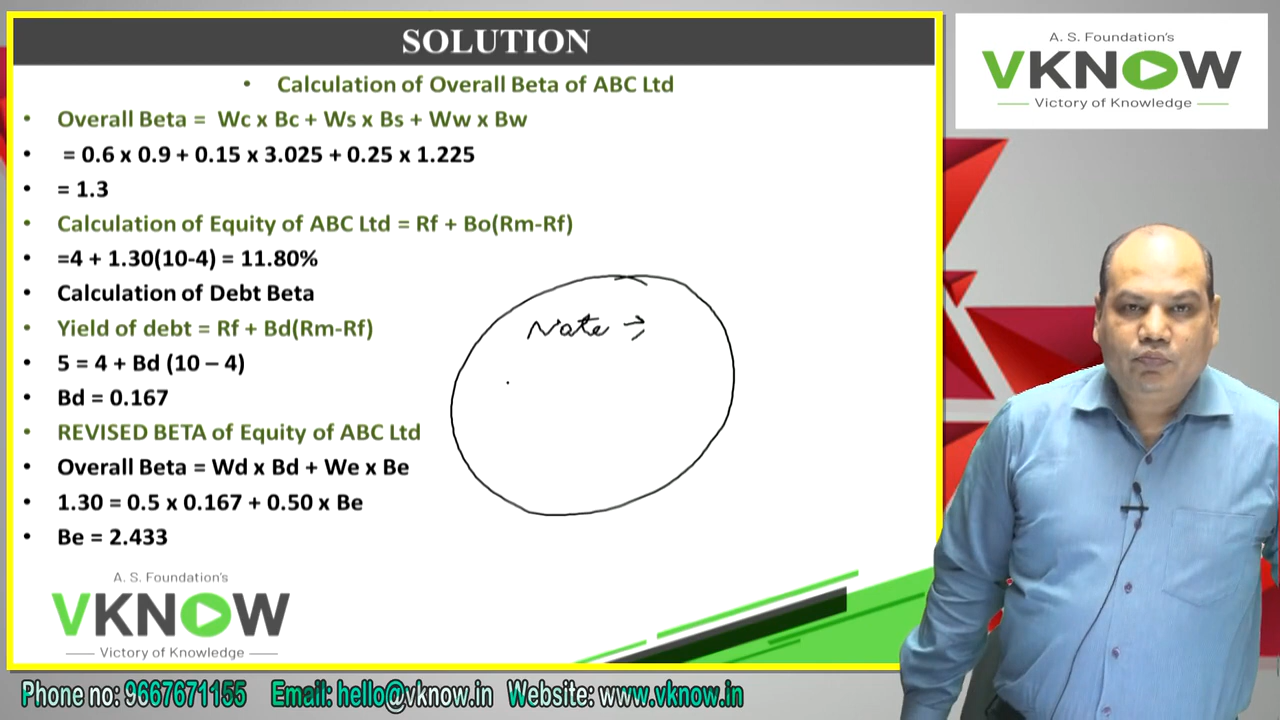 SOLUTION
• Calculation of Overall Beta of ABC Ltd
• Overall Beta = Wc x Bc + Ws x Bs + Ww x Bw
• = 0.6 x 0.9 + 0.15 x 3.025 + 0.25 x 1.225
• = 1.3
• Calculation of Equity of ABC Ltd = Rf + Bo(Rm-Rf)
• =4 + 1.30(10-4) = 11.80%
• Calculation of Debt Beta
• Yield of debt = Rf + Bd(Rm-Rf)
• 5 = 4 + Bd (10 – 4)
• Bd = 0.167
• REVISED BETA of Equity of ABC Ltd
• Overall Beta = Wd x Bd + We x Be
• 1.30 = 0.5 x 0.167 + 0.50 x Be
• Be = 2.433
Note →
A. S. Foundation's
VKNOW
Victory of Knowledge
A. S. Foundation's
VKNOW
Victory of Knowledge
Phone no: 9667671155 Email: hello@vknow.in Website: www.vknow.in